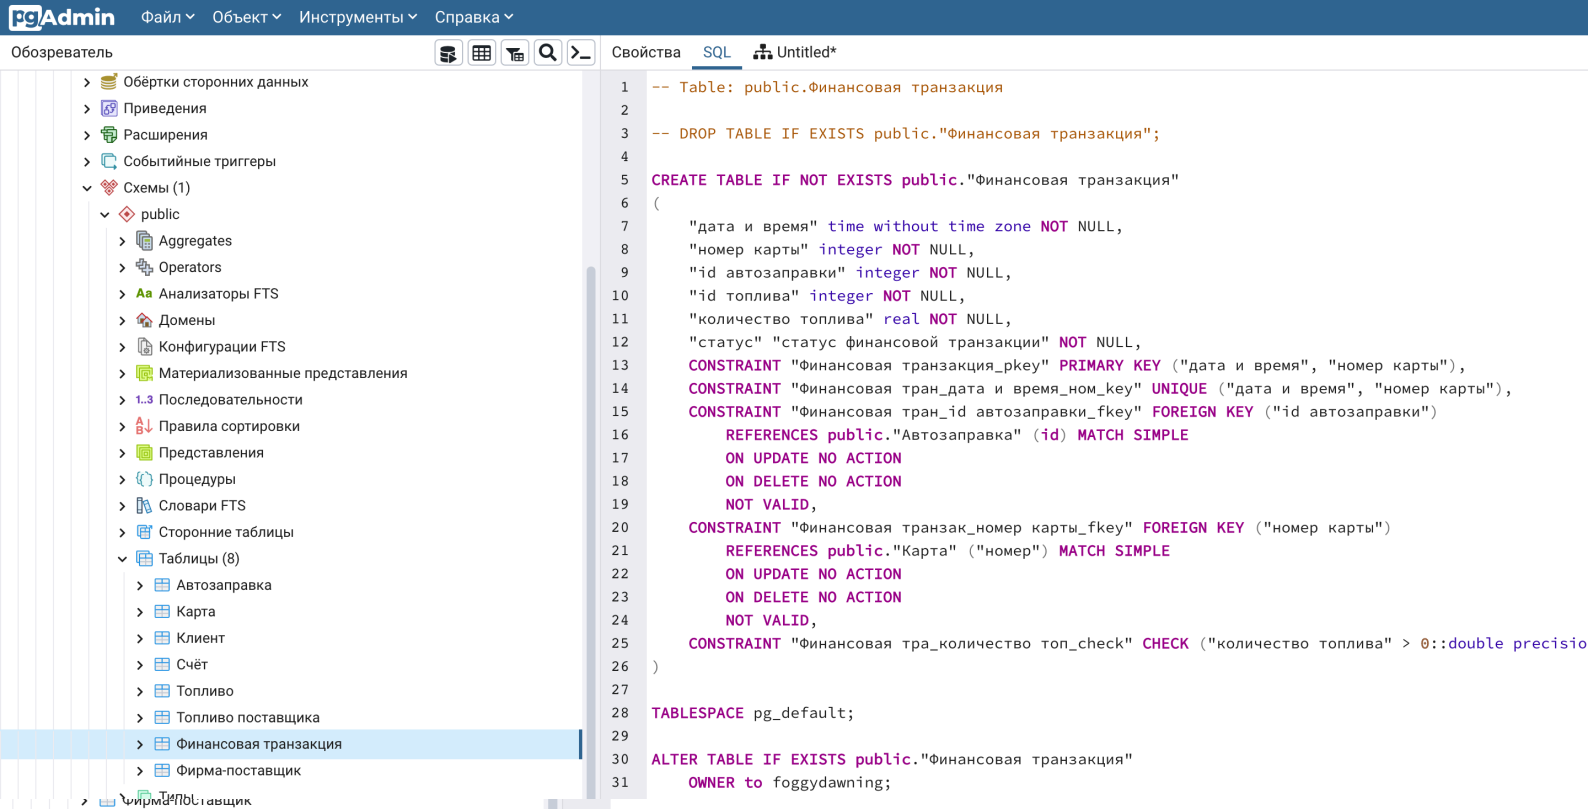 pgAdmin Файл Объект Инструменты Справка
Обозреватель
Обёртки сторонних данных
Приведения
Расширения
Событийные триггеры
Схемы (1)
public
Aggregates
Operators
Aa Анализаторы FTS
Домены
Конфигурации FTS
Материализованные представления
1..3 Последовательности
Правила сортировки
Представления
Процедуры
Словари FTS
Сторонние таблицы
Таблицы (8)
Автозаправка
Карта
Клиент
Счёт
Топливо
Топливо поставщика
Финансовая транзакция
Фирма-поставщик
Типы
Фирма-поставщик
Свойства SQL Untitled*
1 -- Table: public.Финансовая транзакция
2
3 -- DROP TABLE IF EXISTS public."Финансовая транзакция";
4
5 CREATE TABLE IF NOT EXISTS public."Финансовая транзакция"
6 (
7 "дата и время" time without time zone NOT NULL,
8 "номер карты" integer NOT NULL,
9 "id автозаправки" integer NOT NULL,
10 "id топлива" integer NOT NULL,
11 "количество топлива" real NOT NULL,
12 "статус" "статус финансовой транзакции" NOT NULL,
13 CONSTRAINT "Финансовая транзакция_pkey" PRIMARY KEY ("дата и время", "номер карты"),
14 CONSTRAINT "Финансовая тран_дата и время_ном_key" UNIQUE ("дата и время", "номер карты"),
15 CONSTRAINT "Финансовая тран_id автозаправки_fkey" FOREIGN KEY ("id автозаправки")
16 REFERENCES public."Автозаправка" (id) MATCH SIMPLE
17 ON UPDATE NO ACTION
18 ON DELETE NO ACTION
19 NOT VALID,
20 CONSTRAINT "Финансовая транзак_номер карты_fkey" FOREIGN KEY ("номер карты")
21 REFERENCES public."Карта" ("номер") MATCH SIMPLE
22 ON UPDATE NO ACTION
23 ON DELETE NO ACTION
24 NOT VALID,
25 CONSTRAINT "Финансовая тра_количество топ_check" CHECK ("количество топлива" > 0::double precisio
26 )
27
28 TABLESPACE pg_default;
29
30 ALTER TABLE IF EXISTS public."Финансовая транзакция"
31 OWNER to foggydawning;